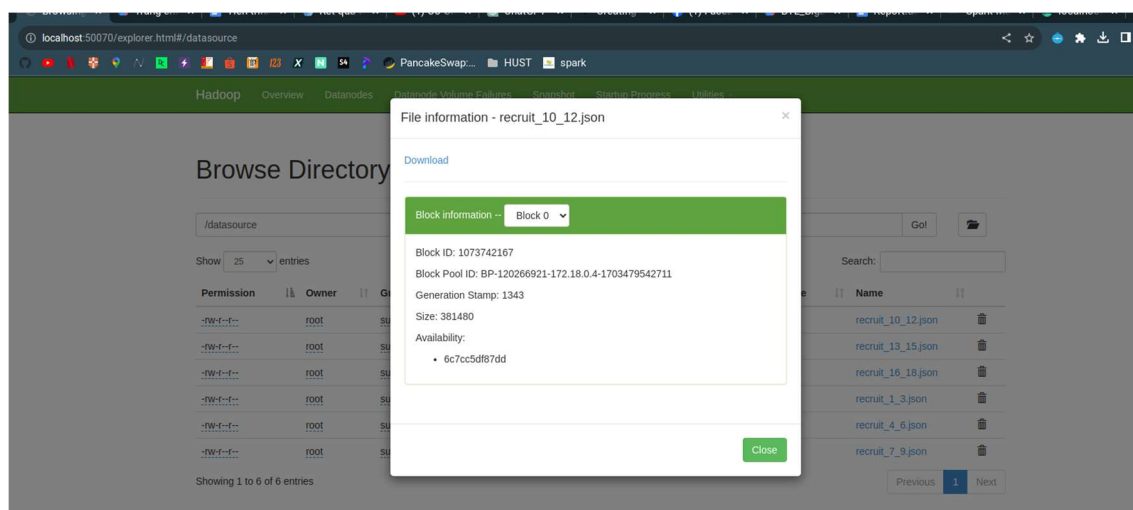 localhost:50070/explorer.html#/datasource
PancakeSwap:... HUST spark
Hadoop Overview Datanodes Datanode Volume Failures Snapshot Startup Progress Utilities
File information - recruit_10_12.json ×
Download
Browse Directory
Block information -- Block 0
/datasource Go!
Block ID: 1073742167
Block Pool ID: BP-120266921-172.18.0.4-1703479542711
Show 25 entries Search:
Generation Stamp: 1343
Permission Owner Name
Size: 381480
-rw-r--r-- root recruit_10_12.json
Availability:
-rw-r--r-- root recruit_13_15.json
• 6c7cc5df87dd
-rw-r--r-- root recruit_16_18.json
-rw-r--r-- root recruit_1_3.json
-rw-r--r-- root recruit_4_6.json
-rw-r--r-- root recruit_7_9.json
Close
Showing 1 to 6 of 6 entries Previous 1 Next